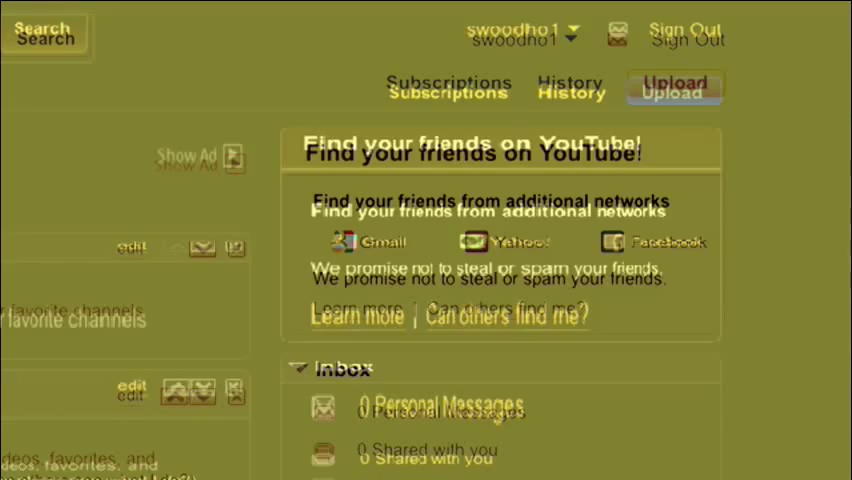 Search
swoodho1
Sign Out
Subscriptions
History
Upload
Show Ad
Find your friends on YouTube!
Find your friends from additional networks
Gmail
Yahoo!
Facebook
We promise not to steal or spam your friends.
Learn more | Can others find me?
edit
r favorite channels
Inbox
edit
0 Personal Messages
0 Shared with you
deos, favorites, and